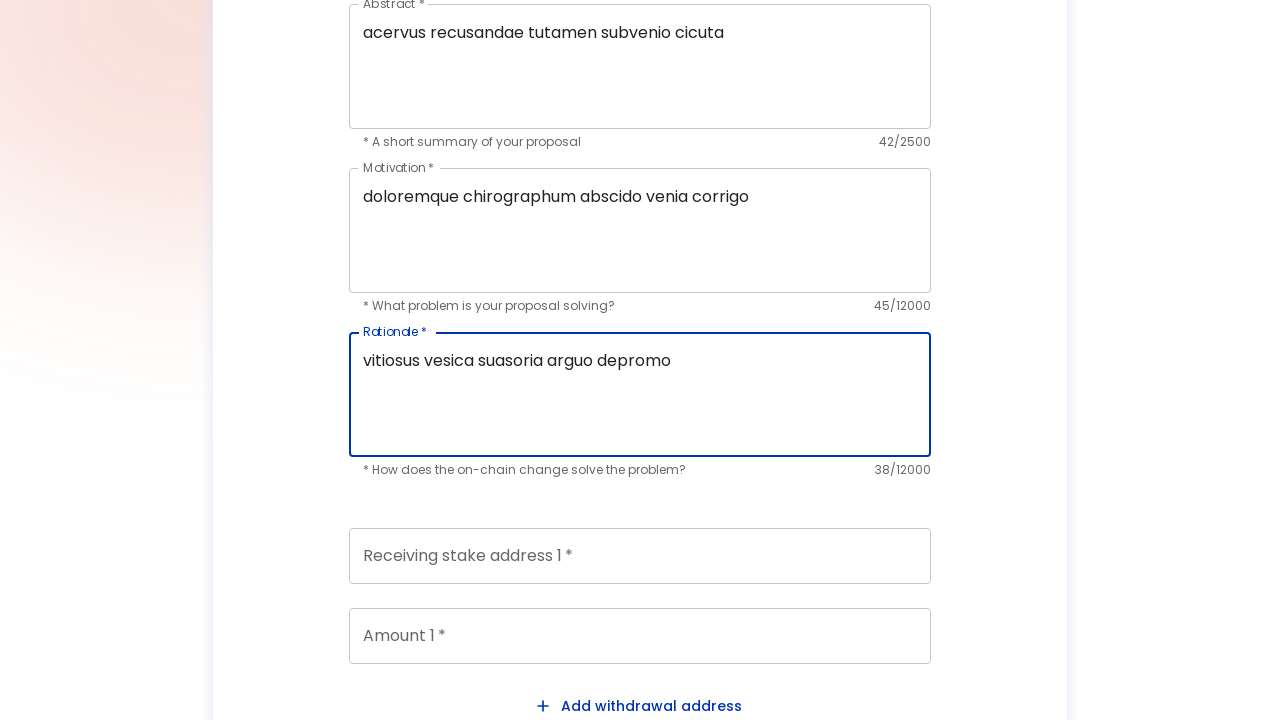 Abstract *
acervus recusandae tutamen subvenio cicuta
* A short summary of your proposal 42/2500
Motivation *
doloremque chirographum abscido venia corrigo
* What problem is your proposal solving? 45/12000
Rationale *
vitiosus vesica suasoria arguo depromo
* How does the on-chain change solve the problem? 38/12000
Receiving stake address 1 *
Amount 1 *
+ Add withdrawal address